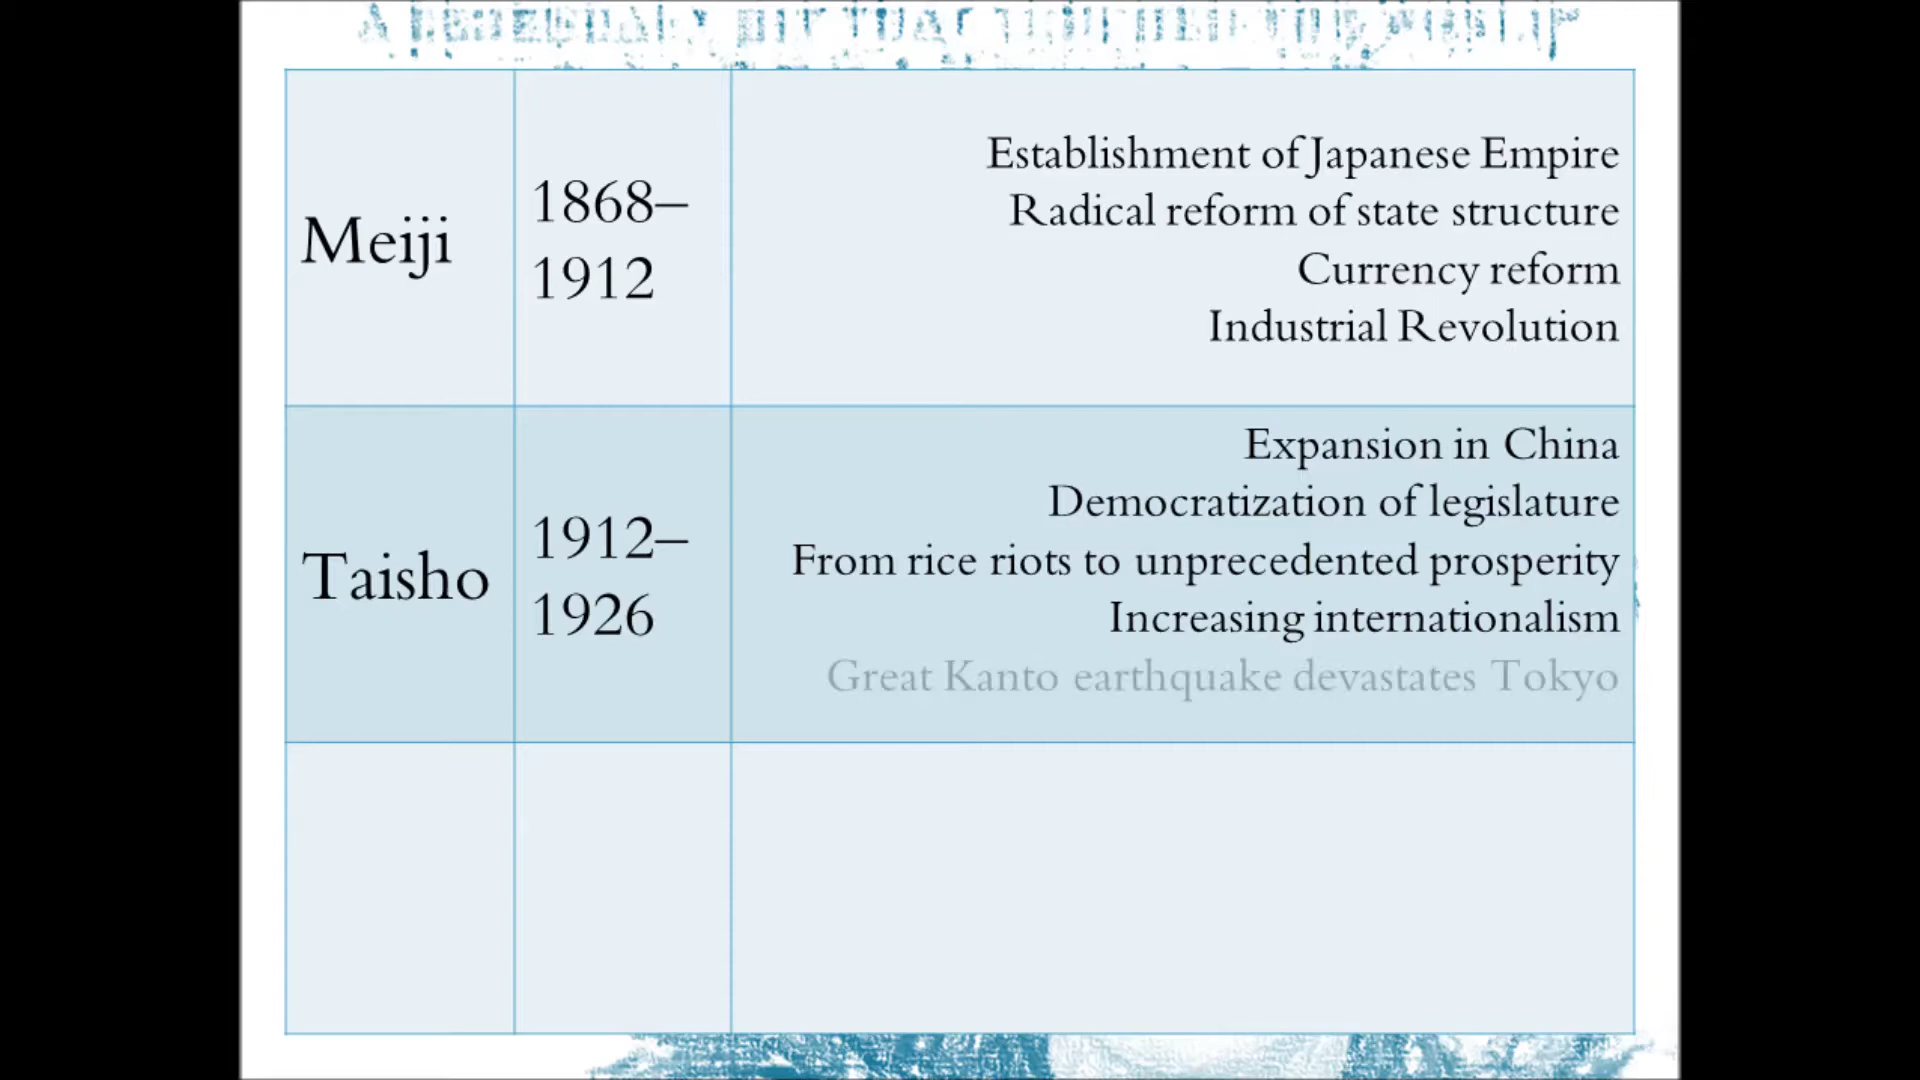 Meiji
1868–
1912
Establishment of Japanese Empire
Radical reform of state structure
Currency reform
Industrial Revolution
Taisho
1912–
1926
Expansion in China
Democratization of legislature
From rice riots to unprecedented prosperity
Increasing internationalism
Great Kanto earthquake devastates Tokyo